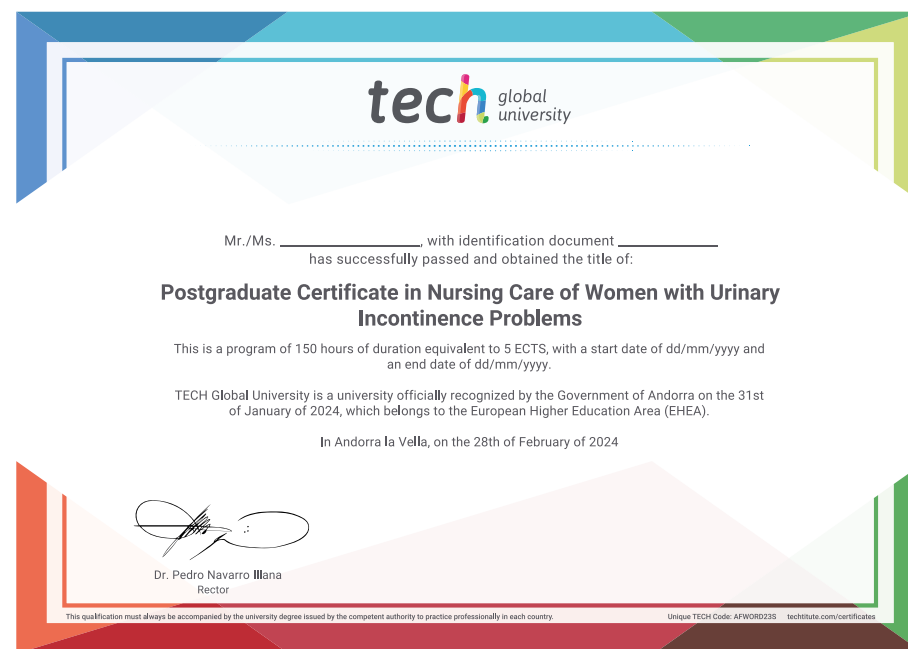 tech global university
Mr./Ms. ____________, with identification document ____________
has successfully passed and obtained the title of:
Postgraduate Certificate in Nursing Care of Women with Urinary
Incontinence Problems
This is a program of 150 hours of duration equivalent to 5 ECTS, with a start date of dd/mm/yyyy and
an end date of dd/mm/yyyy.
TECH Global University is a university officially recognized by the Government of Andorra on the 31st
of January of 2024, which belongs to the European Higher Education Area (EHEA).
In Andorra la Vella, on the 28th of February of 2024
Dr. Pedro Navarro Illana
Rector
This qualification must always be accompanied by the university degree issued by the competent authority to practice professionally in each country.
Unique TECH Code: AFWORD23S techtitute.com/certificates